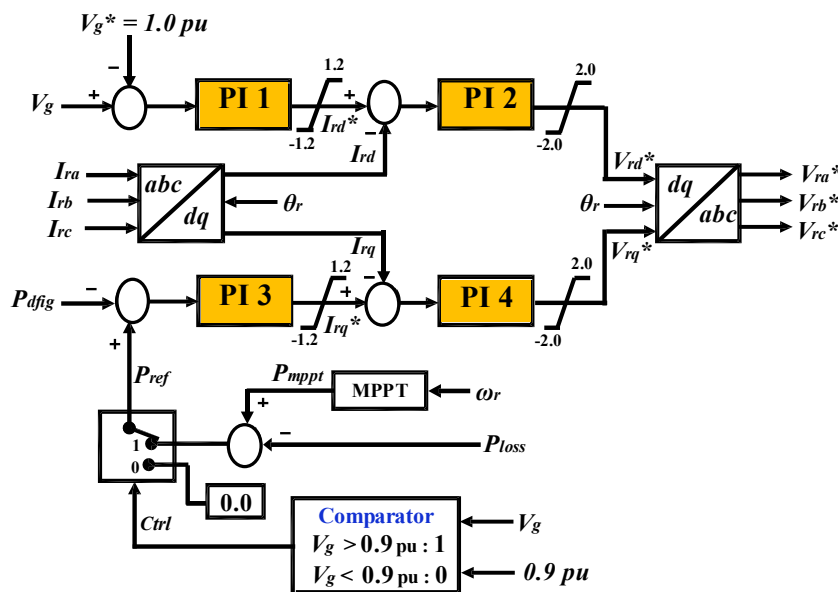 Vg* = 1.0 pu
−
+
Vg
PI 1
1.2
-1.2
+
Ird*
−
Ird
PI 2
2.0
-2.0
Vrd*
Ira
Irb
Irc
abc
dq
θr
θr
dq
abc
Vra*
Vrb*
Vrc*
Irq
Vrq*
Pdfig
−
+
PI 3
1.2
-1.2
+
Irq*
−
PI 4
2.0
-2.0
Pref
Pmppt
MPPT
ωr
+
−
Ploss
1
0
0.0
Ctrl
Comparator
Vg > 0.9 pu : 1
Vg < 0.9 pu : 0
Vg
0.9 pu